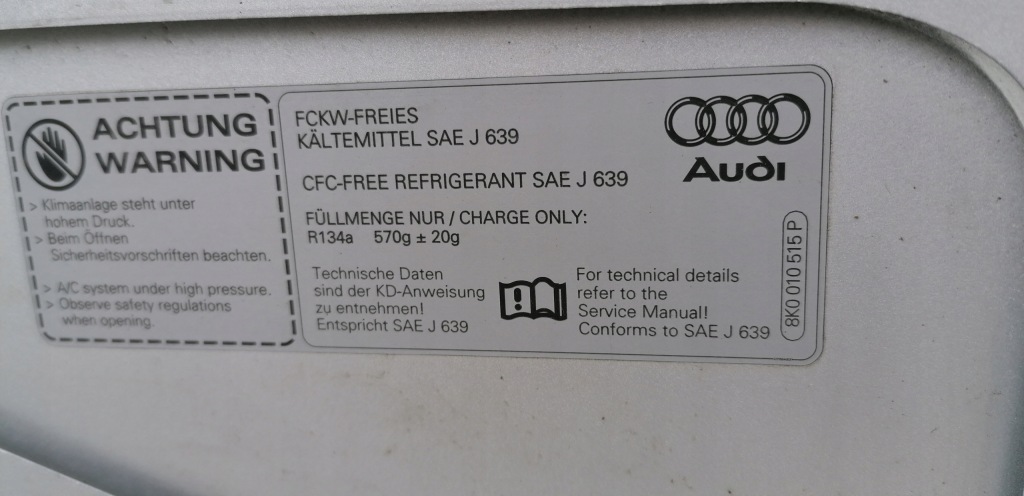 ACHTUNG
WARNING
> Klimaanlage steht unter
hohem Druck.
> Beim Öffnen
Sicherheitsvorschriften beachten.
> A/C system under high pressure.
> Observe safety regulations
when opening.
FCKW-FREIES
KÄLTEMITTEL SAE J 639
CFC-FREE REFRIGERANT SAE J 639
FÜLLMENGE NUR / CHARGE ONLY:
R134a 570g ± 20g
Technische Daten
sind der KD-Anweisung
zu entnehmen!
Entspricht SAE J 639
!
For technical details
refer to the
Service Manual!
Conforms to SAE J 639
Audi
8K0 010 515 P